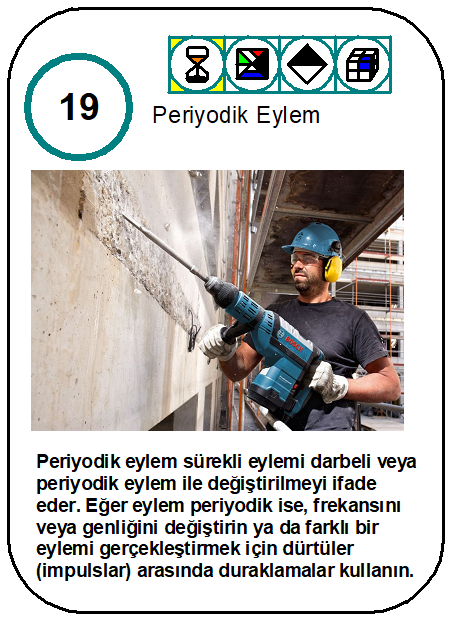 19
Periyodik Eylem
BOSCH
Periyodik eylem sürekli eylemi darbeli veya
periyodik eylem ile değiştirilmeyi ifade
eder. Eğer eylem periyodik ise, frekansını
veya genliğini değiştirin ya da farklı bir
eylemi gerçekleştirmek için dürtüler
(impulslar) arasında duraklamalar kullanın.